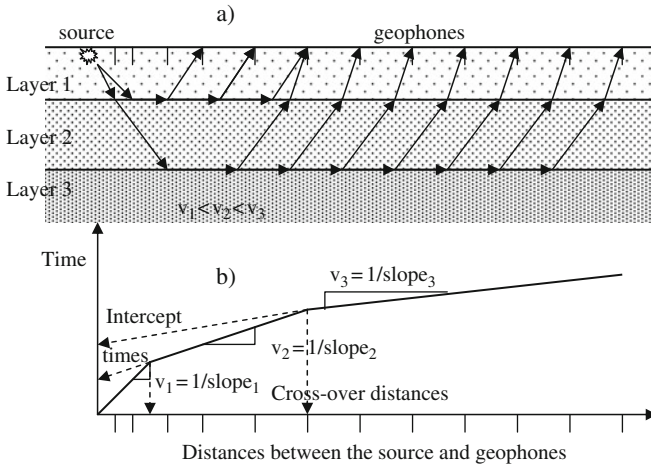 a)
source
geophones
Layer 1
Layer 2
Layer 3
v₁<v₂<v₃
Time
b)
v₃=1/slope₃
Intercept
times
v₂=1/slope₂
v₁=1/slope₁
Cross-over distances
Distances between the source and geophones